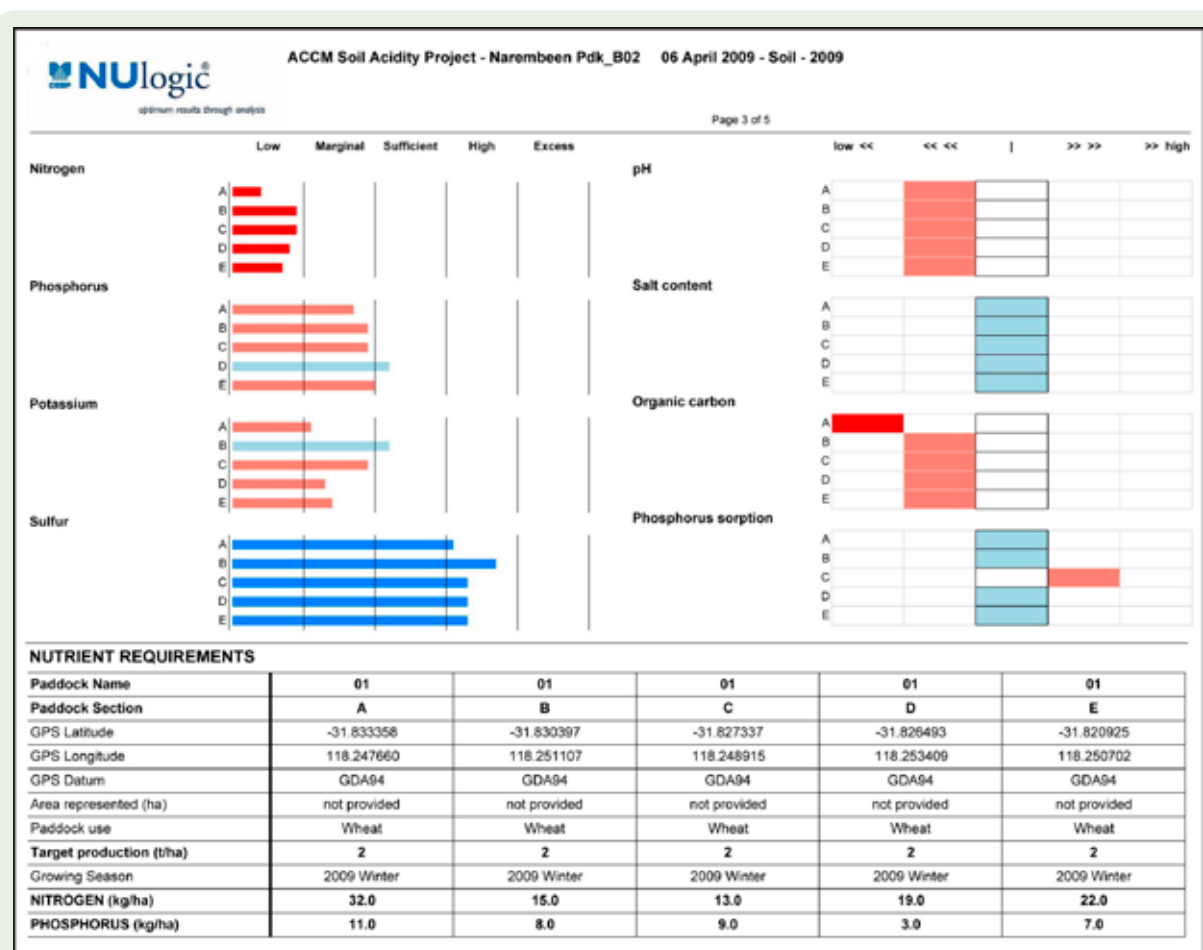 ACCM Soil Acidity Project - Narembeen Pdk_B02 06 April 2009 - Soil - 2009
NUlogic®
optimum results through analysis
Page 3 of 5
Low Marginal Sufficient High Excess low << << << | >> >> >> high
Nitrogen pH
A A
B B
C C
D D
E E
Phosphorus Salt content
A A
B B
C C
D D
E E
Potassium Organic carbon
A A
B B
C C
D D
E E
Sulfur Phosphorus sorption
A A
B B
C C
D D
E E
NUTRIENT REQUIREMENTS
Paddock Name 01 01 01 01 01
Paddock Section A B C D E
GPS Latitude -31.833358 -31.830397 -31.827337 -31.826493 -31.820925
GPS Longitude 118.247660 118.251107 118.248915 118.253409 118.250702
GPS Datum GDA94 GDA94 GDA94 GDA94 GDA94
Area represented (ha) not provided not provided not provided not provided not provided
Paddock use Wheat Wheat Wheat Wheat Wheat
Target production (t/ha) 2 2 2 2 2
Growing Season 2009 Winter 2009 Winter 2009 Winter 2009 Winter 2009 Winter
NITROGEN (kg/ha) 32.0 15.0 13.0 19.0 22.0
PHOSPHORUS (kg/ha) 11.0 8.0 9.0 3.0 7.0